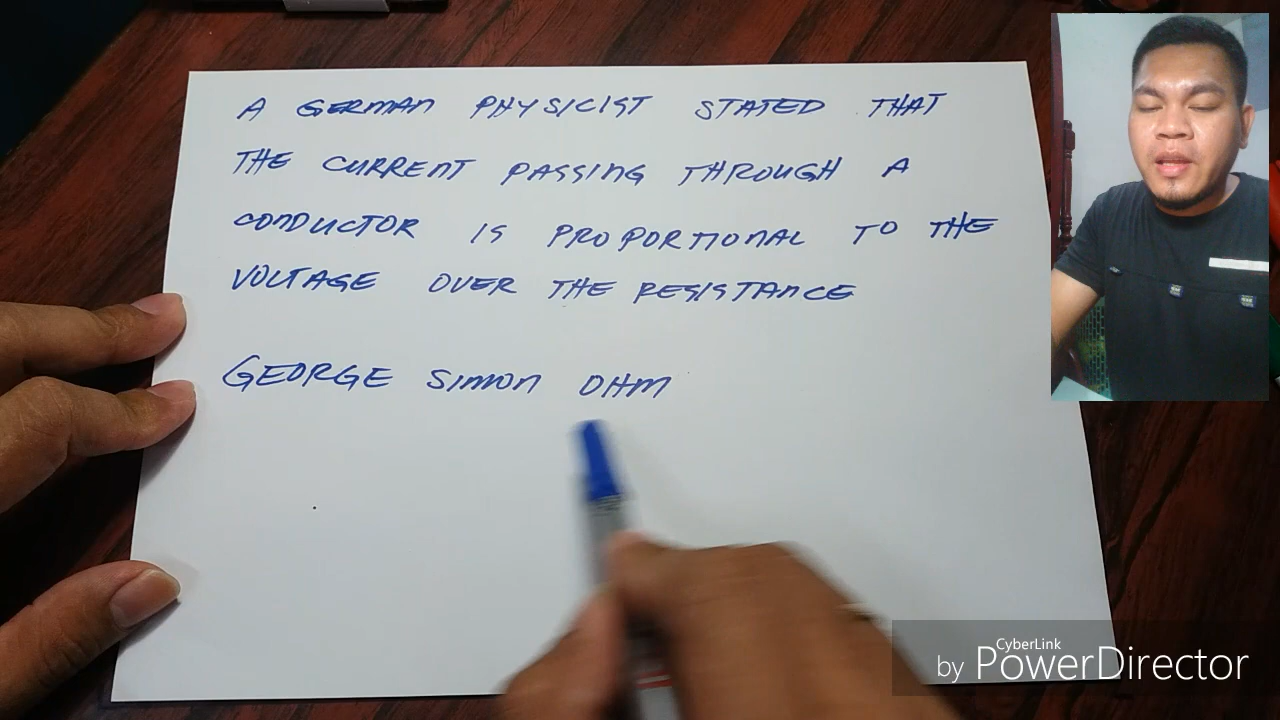 A GERMAN PHYSICIST STATED THAT
THE CURRENT PASSING THROUGH A
CONDUCTOR IS PROPORTIONAL TO THE
VOLTAGE OVER THE RESISTANCE
GEORGE SIMON OHM
CyberLink
by PowerDirector